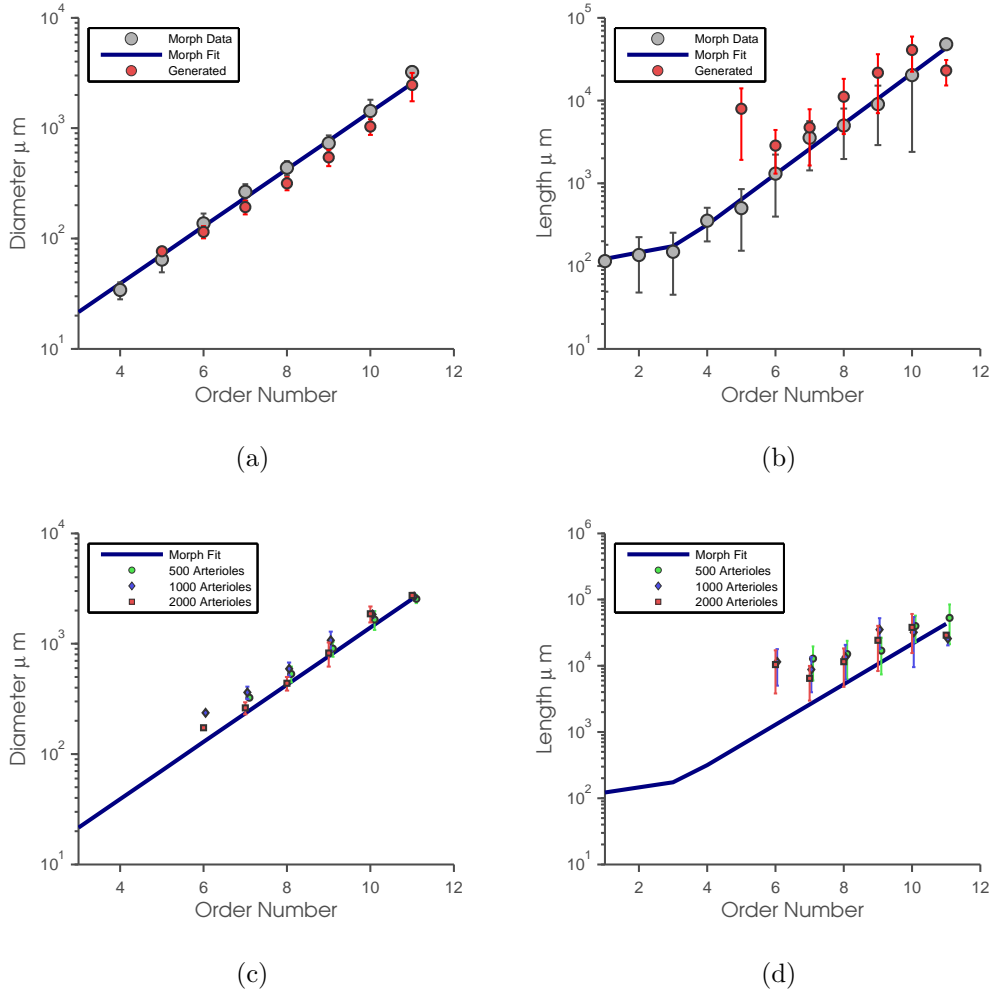 10^4
10^3
10^2
10^1
Diameter μ m
Morph Data
Morph Fit
Generated
4 6 8 10 12
Order Number
(a)
10^5
10^4
10^3
10^2
10^1
Length μ m
Morph Data
Morph Fit
Generated
2 4 6 8 10 12
Order Number
(b)
10^4
10^3
10^2
10^1
Diameter μ m
Morph Fit
500 Arterioles
1000 Arterioles
2000 Arterioles
4 6 8 10 12
Order Number
(c)
10^6
10^5
10^4
10^3
10^2
10^1
Length μ m
Morph Fit
500 Arterioles
1000 Arterioles
2000 Arterioles
2 4 6 8 10 12
Order Number
(d)